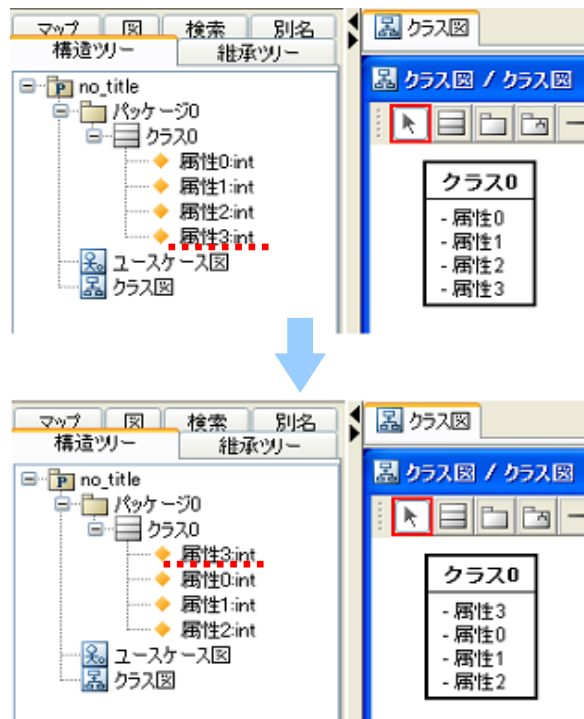 マップ 図 検索 別名
構造ツリー 継承ツリー
no_title
パッケージ0
クラス0
属性0:int
属性1:int
属性2:int
属性3:int
ユースケース図
クラス図
クラス図
クラス図 / クラス図
クラス0
- 属性0
- 属性1
- 属性2
- 属性3
マップ 図 検索 別名
構造ツリー 継承ツリー
no_title
パッケージ0
クラス0
属性3:int
属性0:int
属性1:int
属性2:int
ユースケース図
クラス図
クラス図
クラス図 / クラス図
クラス0
- 属性3
- 属性0
- 属性1
- 属性2